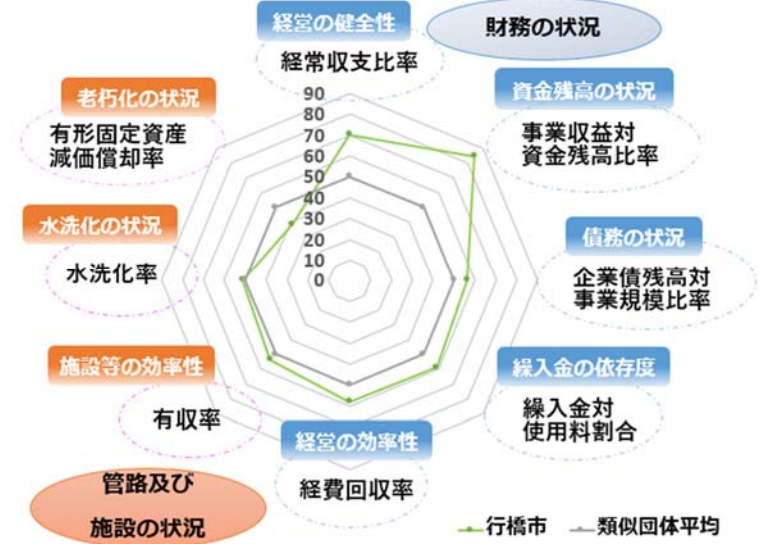 経営の健全性
経常収支比率
財務の状況
資金残高の状況
事業収益対
資金残高比率
債務の状況
企業債残高対
事業規模比率
繰入金の依存度
繰入金対
使用料割合
経営の効率性
経費回収率
施設等の効率性
有収率
水洗化の状況
水洗化率
老朽化の状況
有形固定資産
減価償却率
90
80
70
60
50
40
30
20
10
0
管路及び
施設の状況
行橋市
類似団体平均